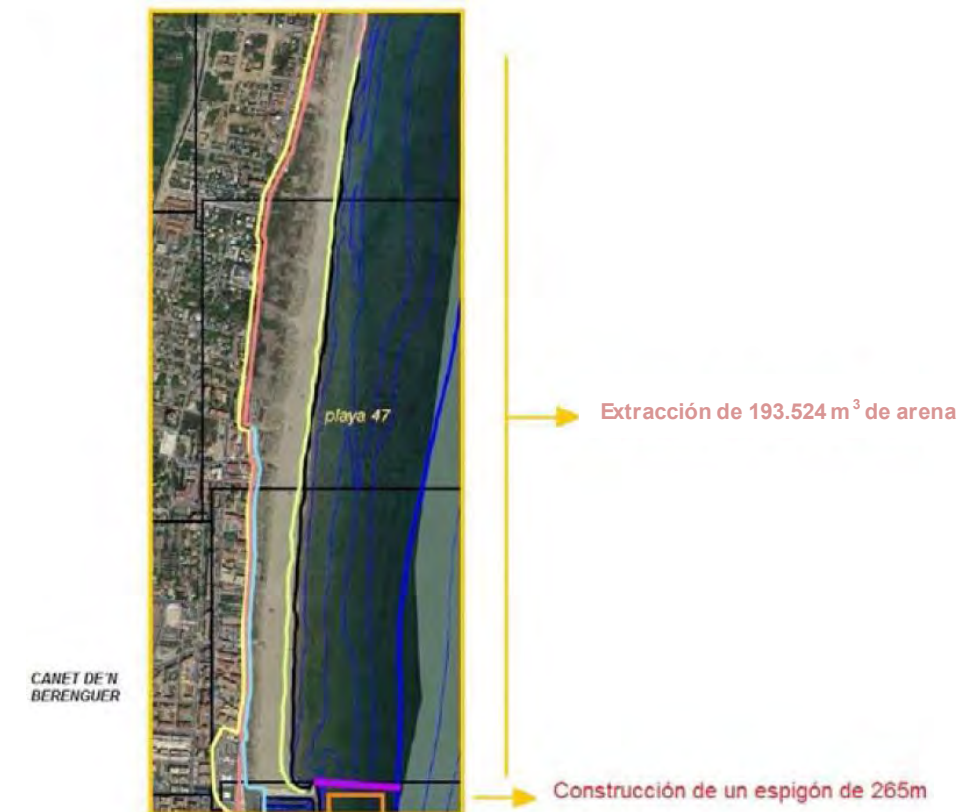 playa 47
Extracción de 193.524 m³ de arena
CANET DE'N
BERENGUER
Construcción de un espigón de 265m